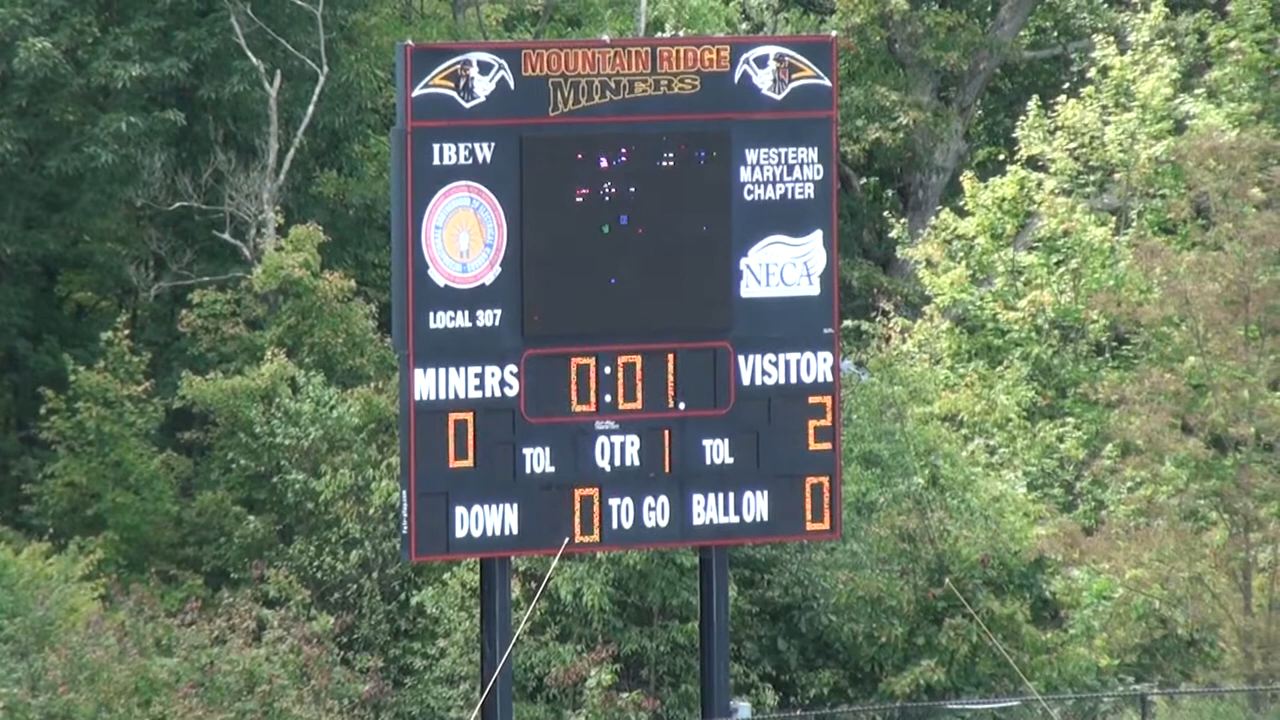 MOUNTAIN RIDGE
MINERS
IBEW
WESTERN
MARYLAND
CHAPTER
NECA
LOCAL 307
MINERS
0:01.
VISITOR
0
2
TOL
QTR 1
TOL
DOWN
0 TO GO
BALL ON
0